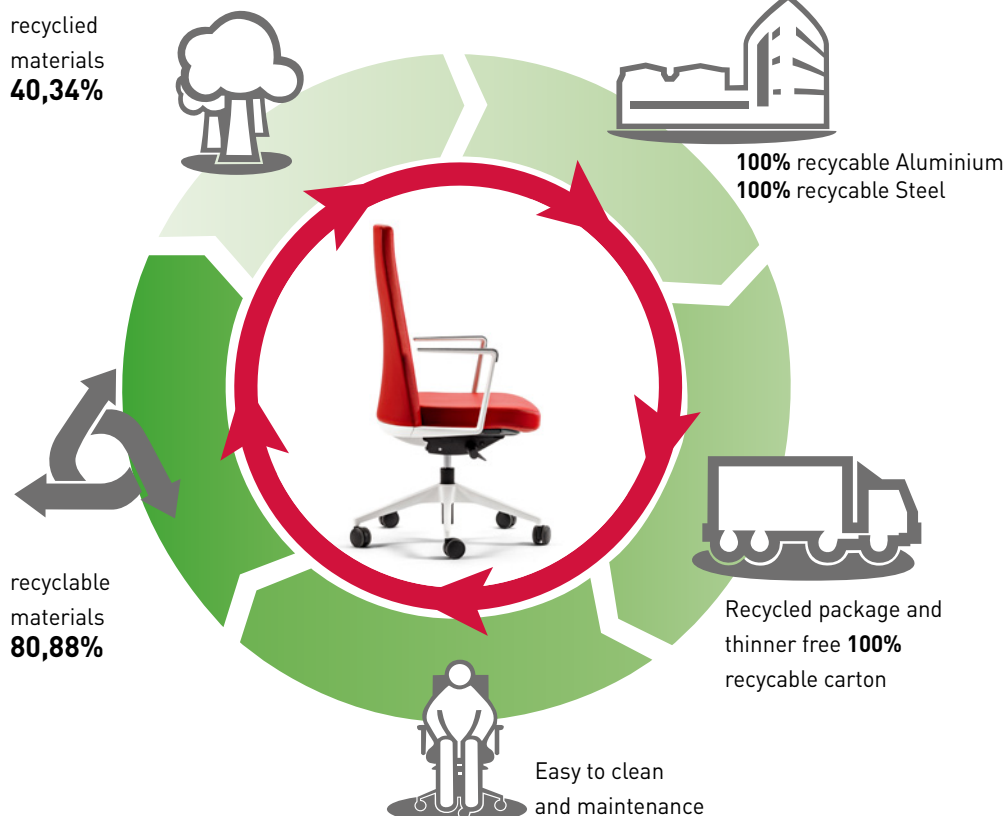 recyclied
materials
40,34%
100% recycable Aluminium
100% recycable Steel
Recycled package and
thinner free 100%
recycable carton
Easy to clean
and maintenance
recyclable
materials
80,88%